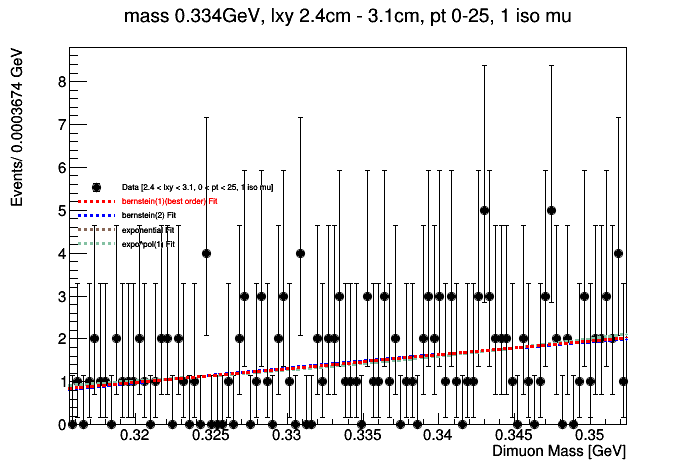 mass 0.334GeV, lxy 2.4cm - 3.1cm, pt 0-25, 1 iso mu
Events/ 0.0003674 GeV
8
7
6
5
4
3
2
1
0
Data [2.4 < lxy < 3.1, 0 < pt < 25, 1 iso mu]
bernstein(1)(best order) Fit
bernstein(2) Fit
exponential Fit
expo*pol(1) Fit
0.32 0.325 0.33 0.335 0.34 0.345 0.35
Dimuon Mass [GeV]